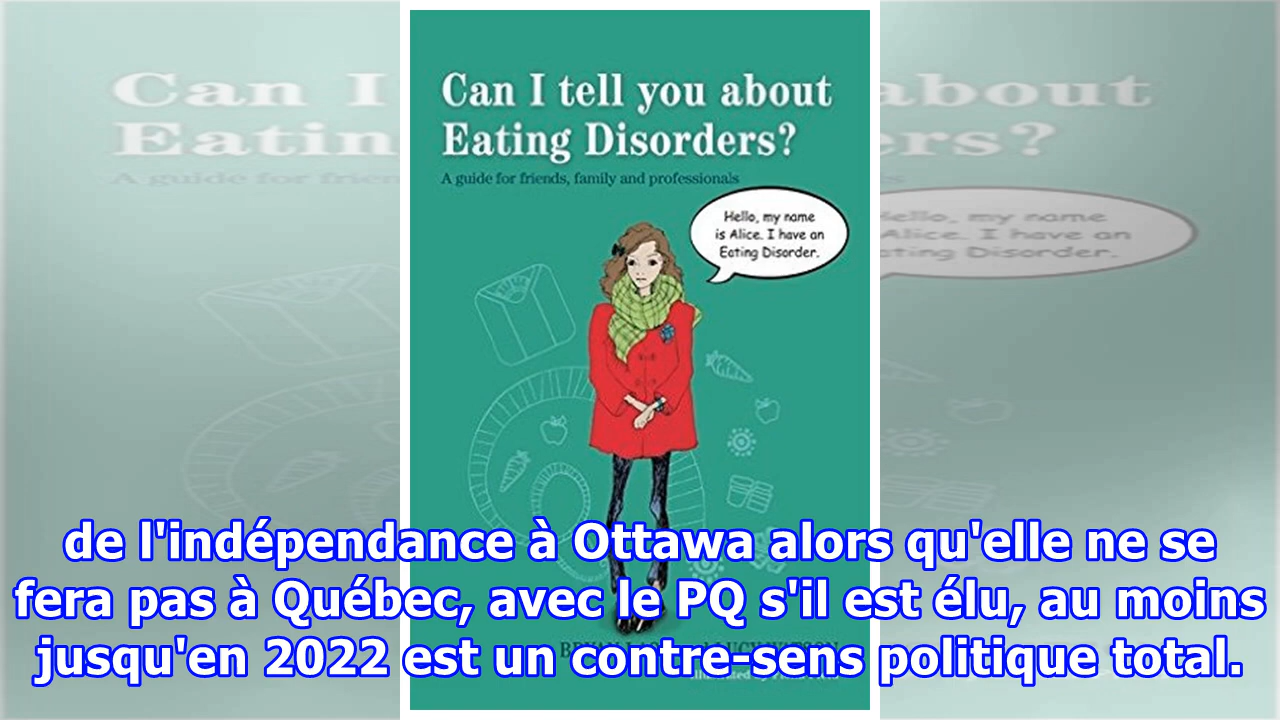 Can I tell you about
Eating Disorders?
A guide for friends, family and professionals
Hello, my name
is Alice. I have an
Eating Disorder.
de l'indépendance à Ottawa alors qu'elle ne se
fera pas à Québec, avec le PQ s'il est élu, au moins
jusqu'en 2022 est un contre-sens politique total.